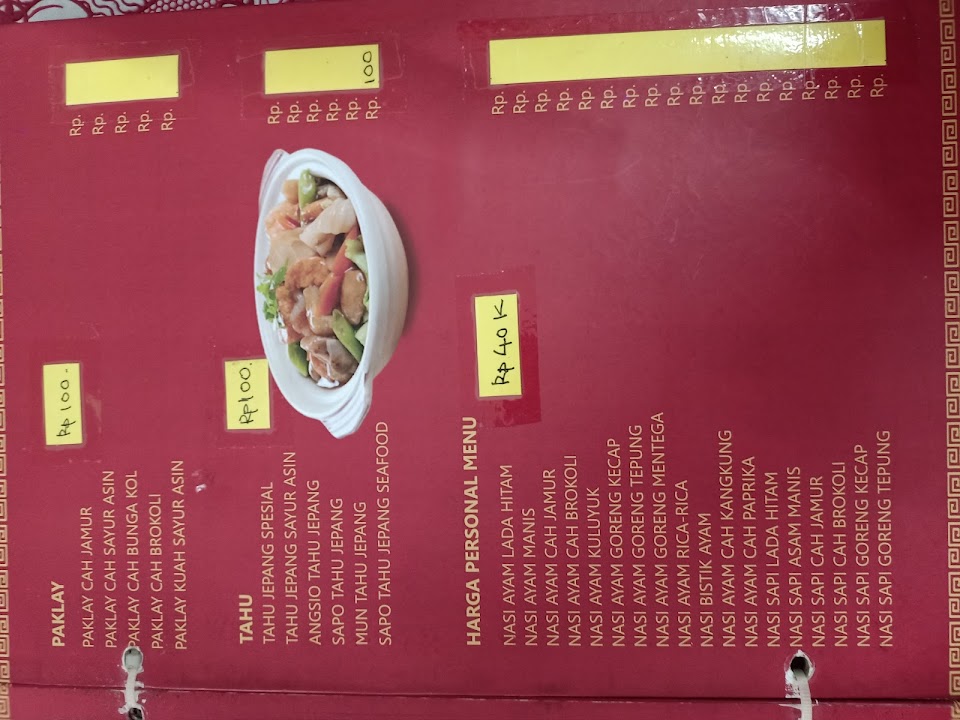 PAKLAY Rp 100.-
PAKLAY CAH JAMUR Rp.
PAKLAY CAH SAYUR ASIN Rp.
PAKLAY CAH BUNGA KOL Rp.
PAKLAY CAH BROKOLI Rp.
PAKLAY KUAH SAYUR ASIN Rp.
TAHU Rp 100.
TAHU JEPANG SPESIAL Rp.
TAHU JEPANG SAYUR ASIN Rp.
ANGSIO TAHU JEPANG Rp.
SAPO TAHU JEPANG Rp.
MUN TAHU JEPANG Rp.
SAPO TAHU JEPANG SEAFOOD Rp. 100
HARGA PERSONAL MENU Rp 40 K
NASI AYAM LADA HITAM Rp.
NASI AYAM MANIS Rp.
NASI AYAM CAH JAMUR Rp.
NASI AYAM CAH BROKOLI Rp.
NASI AYAM KULUYUK Rp.
NASI AYAM GORENG KECAP Rp.
NASI AYAM GORENG TEPUNG Rp.
NASI AYAM GORENG MENTEGA Rp.
NASI AYAM RICA-RICA Rp.
NASI BISTIK AYAM Rp.
NASI AYAM CAH KANGKUNG Rp.
NASI AYAM CAH PAPRIKA Rp.
NASI SAPI LADA HITAM Rp.
NASI SAPI ASAM MANIS Rp.
NASI SAPI CAH JAMUR Rp.
NASI SAPI CAH BROKOLI Rp.
NASI SAPI GORENG KECAP Rp.
NASI SAPI GORENG TEPUNG Rp.